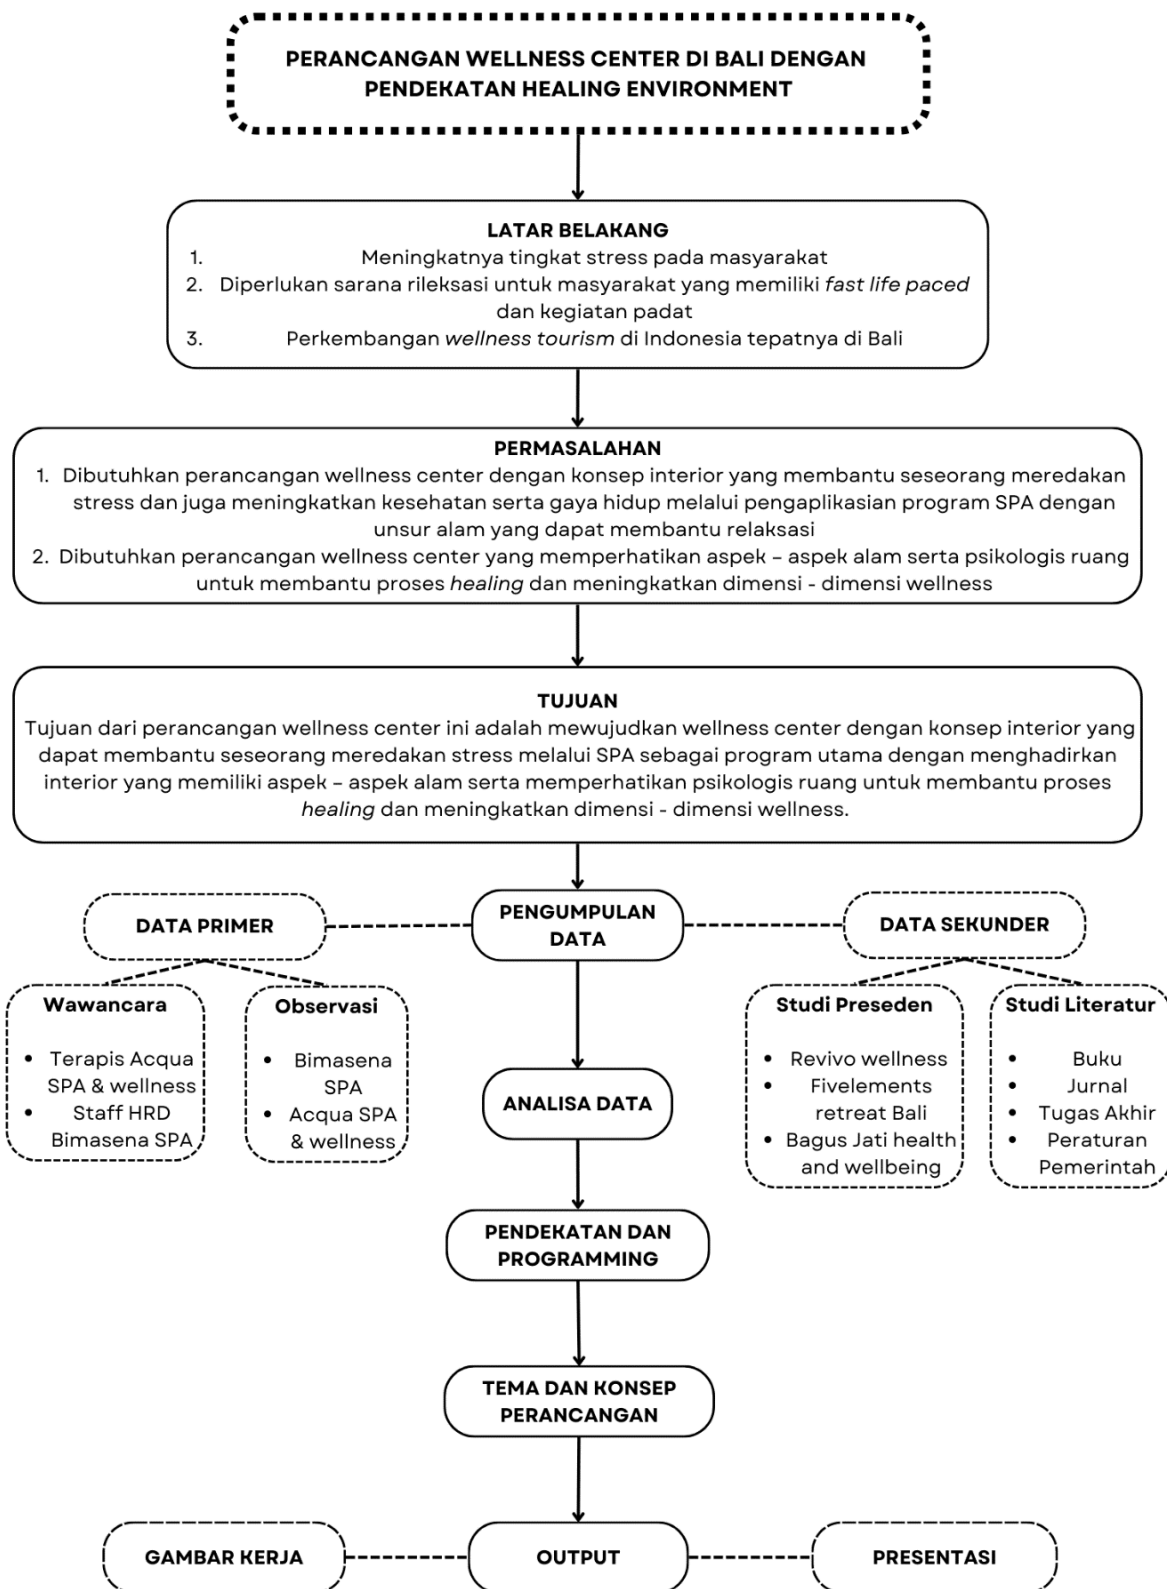 PERANCANGAN WELLNESS CENTER DI BALI DENGAN
PENDEKATAN HEALING ENVIRONMENT
LATAR BELAKANG
1. Meningkatnya tingkat stress pada masyarakat
2. Diperlukan sarana rileksasi untuk masyarakat yang memiliki fast life paced
dan kegiatan padat
3. Perkembangan wellness tourism di Indonesia tepatnya di Bali
PERMASALAHAN
1. Dibutuhkan perancangan wellness center dengan konsep interior yang membantu seseorang meredakan
stress dan juga meningkatkan kesehatan serta gaya hidup melalui pengaplikasian program SPA dengan
unsur alam yang dapat membantu relaksasi
2. Dibutuhkan perancangan wellness center yang memperhatikan aspek – aspek alam serta psikologis ruang
untuk membantu proses healing dan meningkatkan dimensi - dimensi wellness
TUJUAN
Tujuan dari perancangan wellness center ini adalah mewujudkan wellness center dengan konsep interior yang
dapat membantu seseorang meredakan stress melalui SPA sebagai program utama dengan menghadirkan
interior yang memiliki aspek – aspek alam serta memperhatikan psikologis ruang untuk membantu proses
healing dan meningkatkan dimensi - dimensi wellness.
PENGUMPULAN
DATA
DATA PRIMER
Wawancara
• Terapis Acqua
SPA & wellness
• Staff HRD
Bimasena SPA
Observasi
• Bimasena
SPA
• Acqua SPA
& wellness
DATA SEKUNDER
Studi Preseden
• Revivo wellness
• Fivelements
retreat Bali
• Bagus Jati health
and wellbeing
Studi Literatur
• Buku
• Jurnal
• Tugas Akhir
• Peraturan
Pemerintah
ANALISA DATA
PENDEKATAN DAN
PROGRAMMING
TEMA DAN KONSEP
PERANCANGAN
GAMBAR KERJA
OUTPUT
PRESENTASI